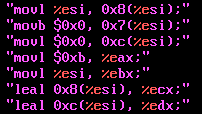 "movl %esi, 0x8(%esi);"
"movb $0x0, 0x7(%esi);"
"movl $0x0, 0xc(%esi);"
"movl $0xb, %eax;"
"movl %esi, %ebx;"
"leal 0x8(%esi), %ecx;"
"leal 0xc(%esi), %edx;"